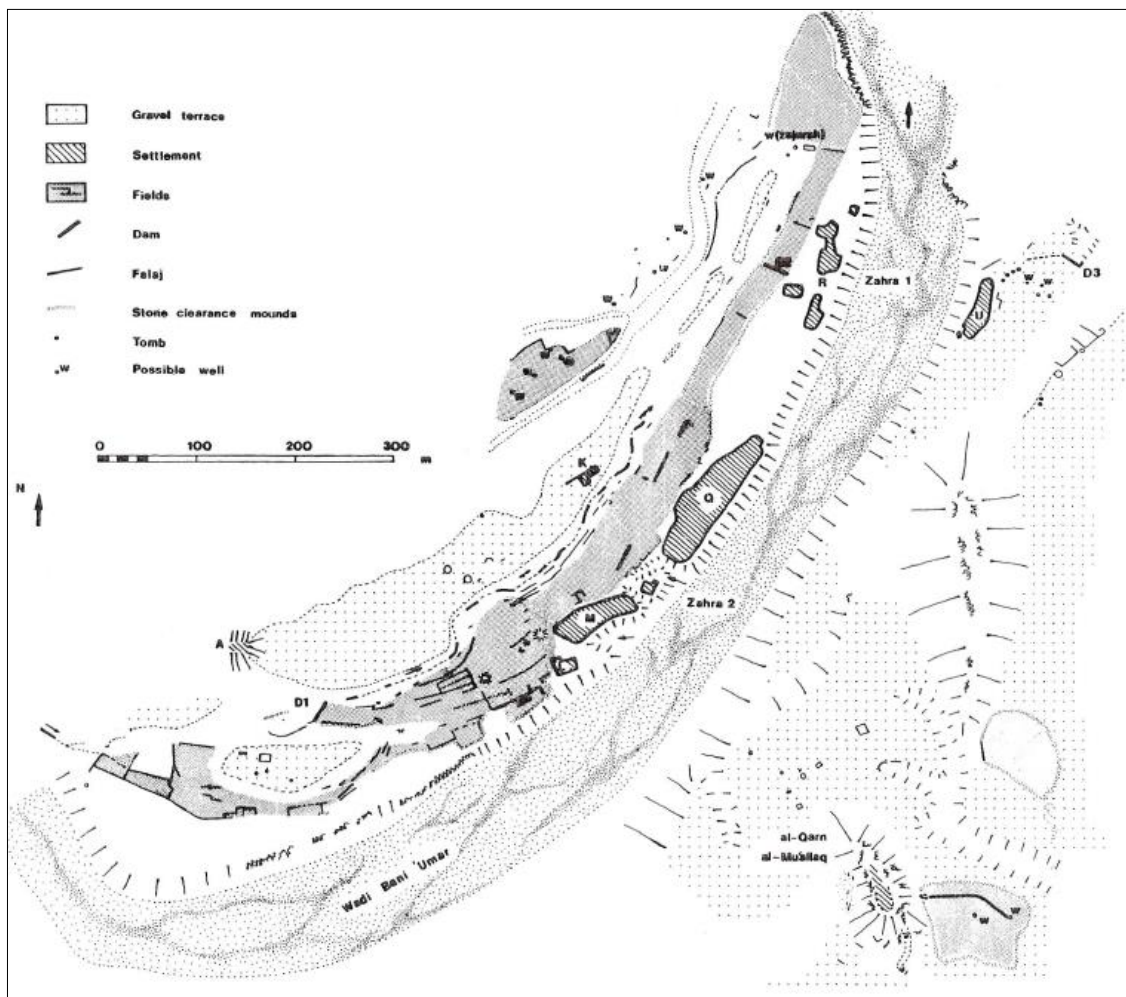 Gravel terrace
Settlement
Fields
Dam
Falaj
Stone clearance mounds
Tomb
w Possible well
0 100 200 300 m
N
w (zajarah)
w
w
w
w
w
w
w
w
w
w
D3
R
Zahra 1
U
K
Q
Zahra 2
M
A
D1
Wadi Bani Umar
al-Qarn
al-Mu'allaq
w
w